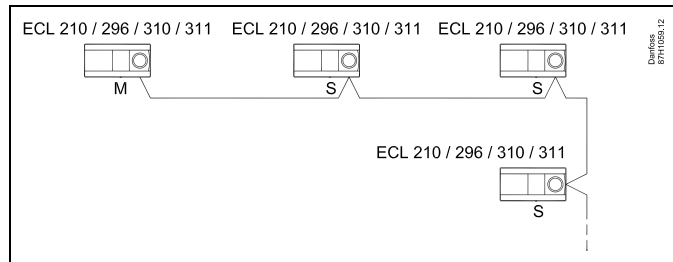 ECL 210 / 296 / 310 / 311 ECL 210 / 296 / 310 / 311 ECL 210 / 296 / 310 / 311
Danfoss
87H1059.12
M S S
ECL 210 / 296 / 310 / 311
S